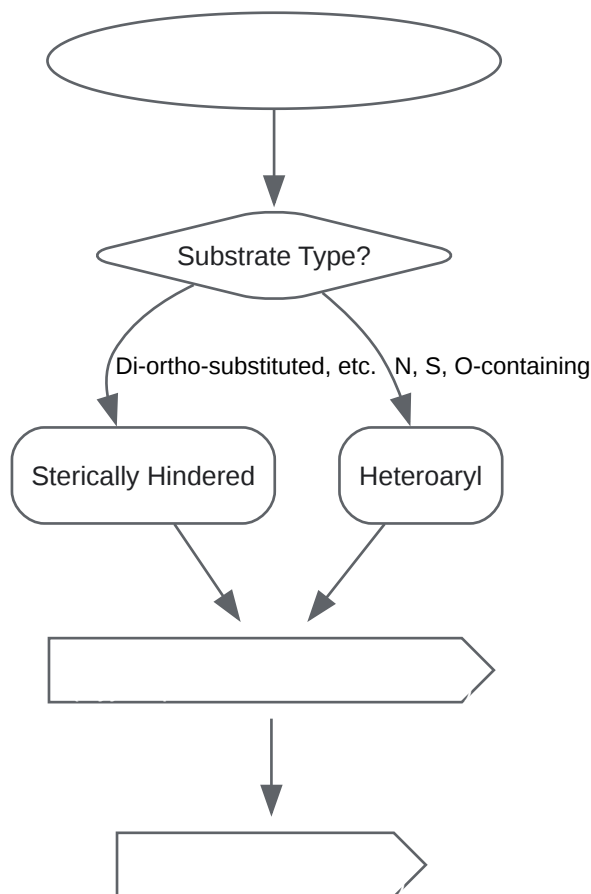 Substrate Type?
Di-ortho-substituted, etc.
N, S, O-containing
Sterically Hindered
Heteroaryl